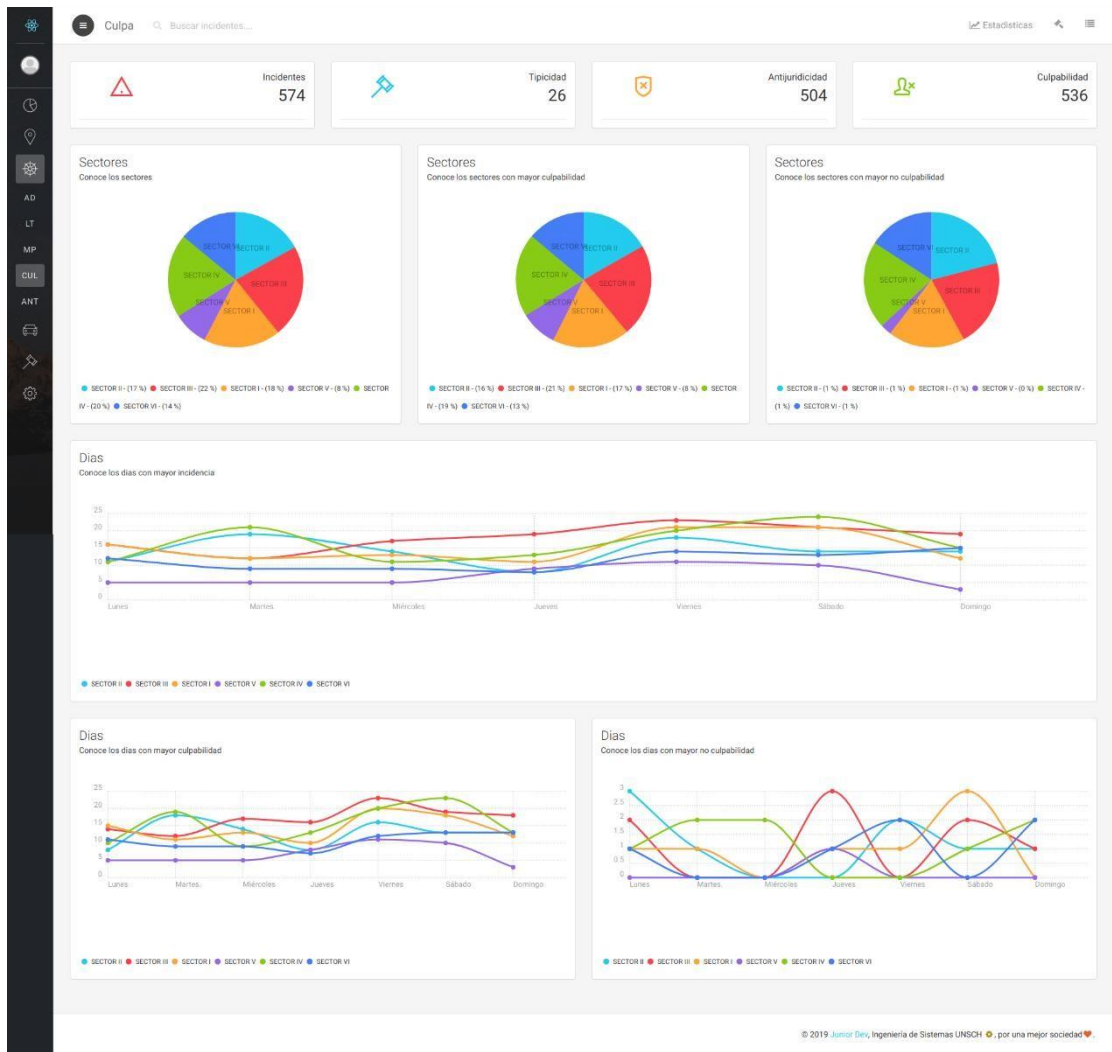 Culpa
Buscar incidentes...
Estadisticas
Incidentes
574
Tipicidad
26
Antijuridicidad
504
Culpabilidad
536
AD
LT
MP
CUL
ANT
Sectores
Conoce los sectores
SECTOR VI
SECTOR II
SECTOR IV
SECTOR III
SECTOR V
SECTOR I
SECTOR II - (17 %) SECTOR III - (22 %) SECTOR I - (18 %) SECTOR V - (8 %) SECTOR
IV - (20 %) SECTOR VI - (14 %)
Sectores
Conoce los sectores con mayor culpabilidad
SECTOR VI
SECTOR II
SECTOR IV
SECTOR III
SECTOR V
SECTOR I
SECTOR II - (16 %) SECTOR III - (21 %) SECTOR I - (17 %) SECTOR V - (8 %) SECTOR
IV - (19 %) SECTOR VI - (13 %)
Sectores
Conoce los sectores con mayor no culpabilidad
SECTOR VI
SECTOR II
SECTOR IV
SECTOR III
SECTOR V
SECTOR I
SECTOR II - (1 %) SECTOR III - (1 %) SECTOR I - (1 %) SECTOR V - (0 %) SECTOR IV -
(1 %) SECTOR VI - (1 %)
Dias
Conoce los dias con mayor incidencia
25
20
15
10
5
0
Lunes Martes Miércoles Jueves Viernes Sábado Domingo
SECTOR II SECTOR III SECTOR I SECTOR V SECTOR IV SECTOR VI
Dias
Conoce los dias con mayor culpabilidad
25
20
15
10
5
0
Lunes Martes Miércoles Jueves Viernes Sábado Domingo
SECTOR II SECTOR III SECTOR I SECTOR V SECTOR IV SECTOR VI
Dias
Conoce los dias con mayor no culpabilidad
3
2.5
2
1.5
1
0.5
0
Lunes Martes Miércoles Jueves Viernes Sábado Domingo
SECTOR II SECTOR III SECTOR I SECTOR V SECTOR IV SECTOR VI
© 2019 Junior Dev, Ingeniería de Sistemas UNSCH , por una mejor sociedad .